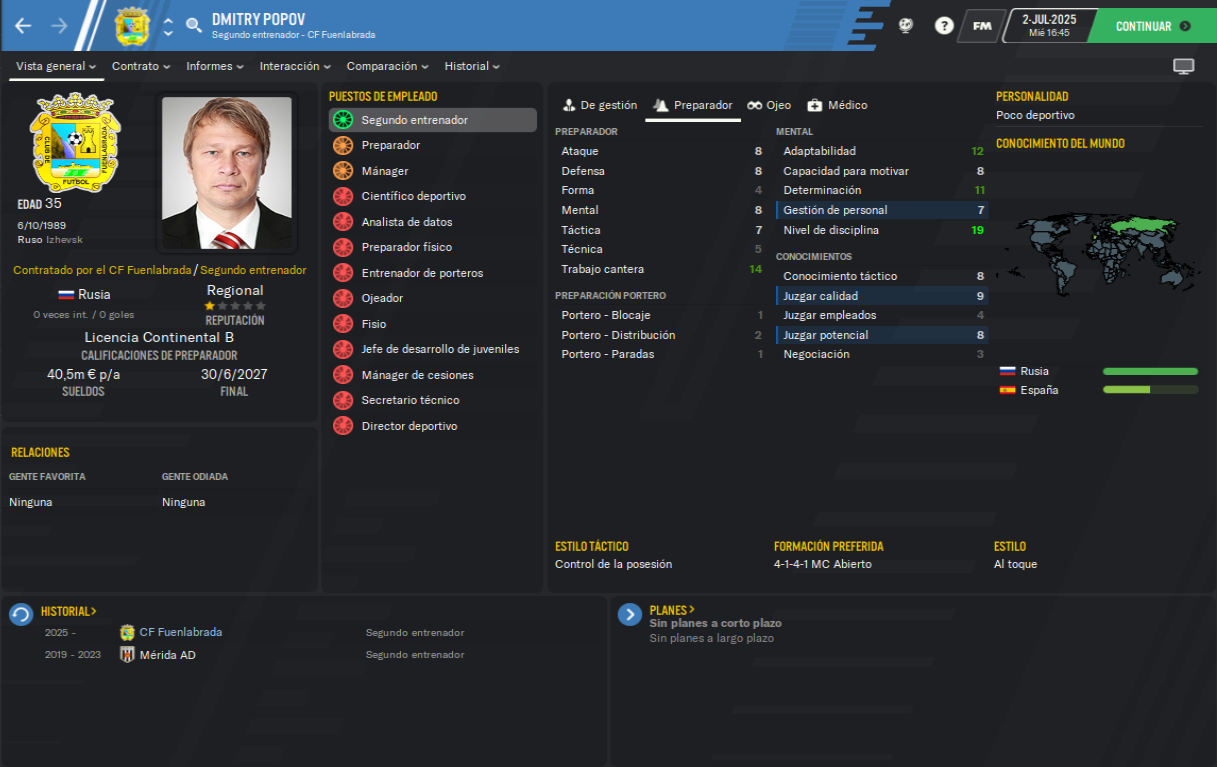 DMITRY POPOV
Segundo entrenador - CF Fuenlabrada
?
FM
2-JUL-2025
Mié 16:45
CONTINUAR
Vista general
Contrato
Informes
Interacción
Comparación
Historial
CLUB DE
FUENLABRADA
FUTBOL
EDAD 35
6/10/1989
Ruso Izhevsk
Contratado por el CF Fuenlabrada / Segundo entrenador
Rusia
0 veces int. / 0 goles
Regional
REPUTACIÓN
Licencia Continental B
CALIFICACIONES DE PREPARADOR
40,5m € p/a
SUELDOS
30/6/2027
FINAL
RELACIONES
GENTE FAVORITA
Ninguna
GENTE ODIADA
Ninguna
PUESTOS DE EMPLEADO
Segundo entrenador
Preparador
Mánager
Científico deportivo
Analista de datos
Preparador físico
Entrenador de porteros
Ojeador
Fisio
Jefe de desarrollo de juveniles
Mánager de cesiones
Secretario técnico
Director deportivo
De gestión
Preparador
Ojeo
Médico
PREPARADOR
Ataque 8
Defensa 8
Forma 4
Mental 8
Táctica 7
Técnica 5
Trabajo cantera 14
PREPARACIÓN PORTERO
Portero - Blocaje 1
Portero - Distribución 2
Portero - Paradas 1
MENTAL
Adaptabilidad 12
Capacidad para motivar 8
Determinación 11
Gestión de personal 7
Nivel de disciplina 19
CONOCIMIENTOS
Conocimiento táctico 8
Juzgar calidad 9
Juzgar empleados 4
Juzgar potencial 8
Negociación 3
PERSONALIDAD
Poco deportivo
CONOCIMIENTO DEL MUNDO
Rusia
España
ESTILO TÁCTICO
Control de la posesión
FORMACIÓN PREFERIDA
4-1-4-1 MC Abierto
ESTILO
Al toque
HISTORIAL >
2025 - CF Fuenlabrada Segundo entrenador
2019 - 2023 Mérida AD Segundo entrenador
PLANES >
Sin planes a corto plazo
Sin planes a largo plazo